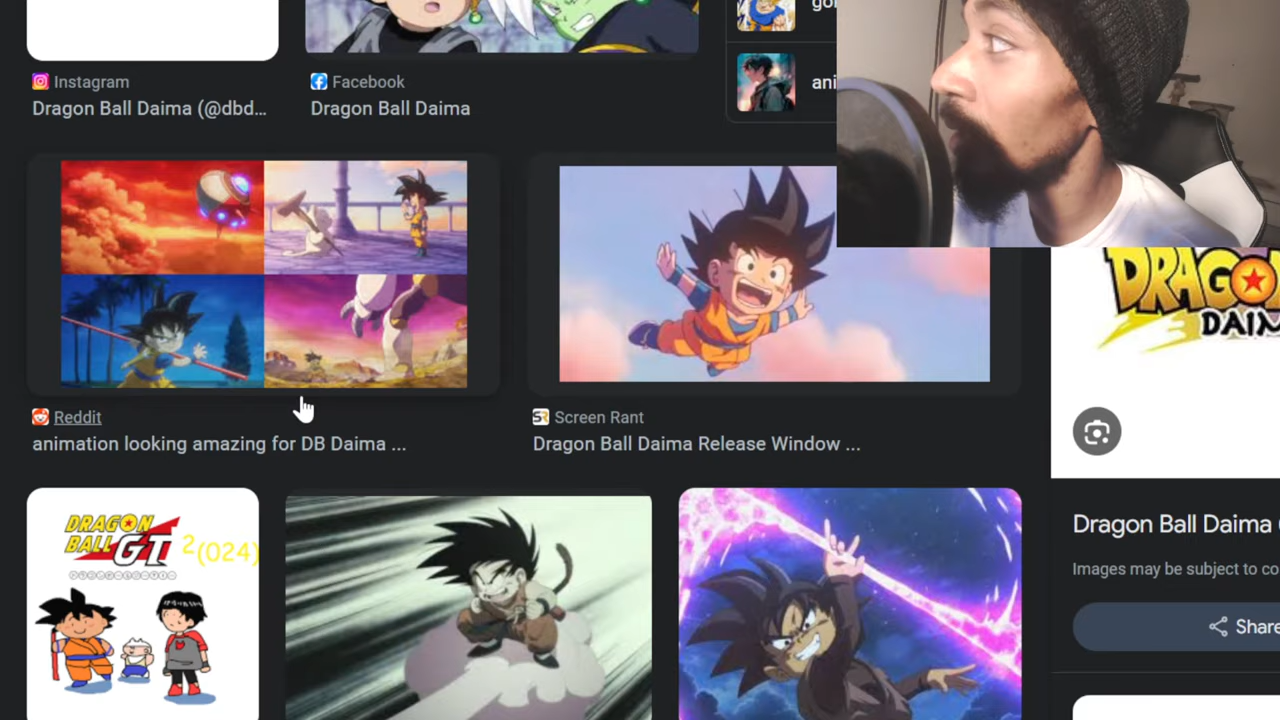 Instagram
Dragon Ball Daima (@dbd...
Facebook
Dragon Ball Daima
Reddit
animation looking amazing for DB Daima ...
Screen Rant
Dragon Ball Daima Release Window ...
DRAGON
BALL GT 2(024)
DRAGO
DAIM
Dragon Ball Daima
Images may be subject to co
Share